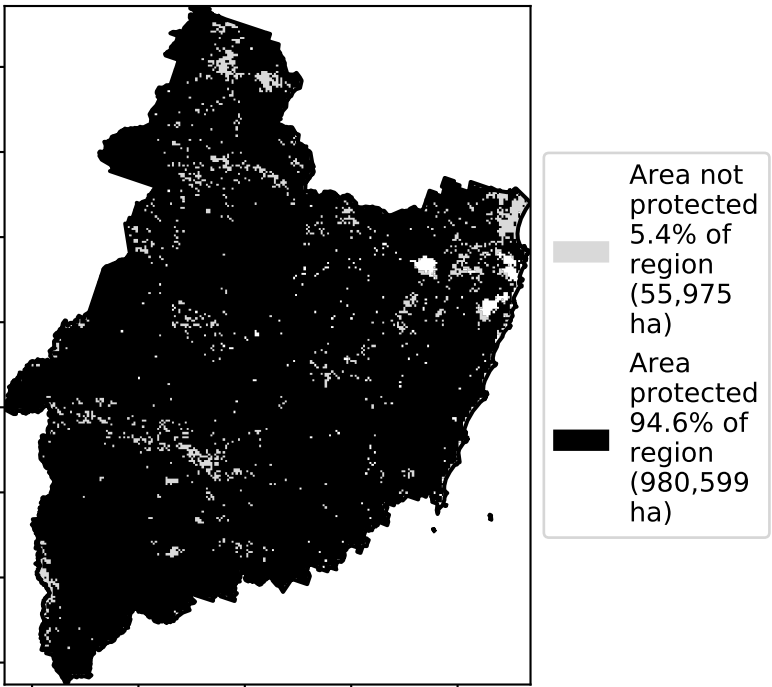 Area not
protected
5.4% of
region
(55,975
ha)
Area
protected
94.6% of
region
(980,599
ha)